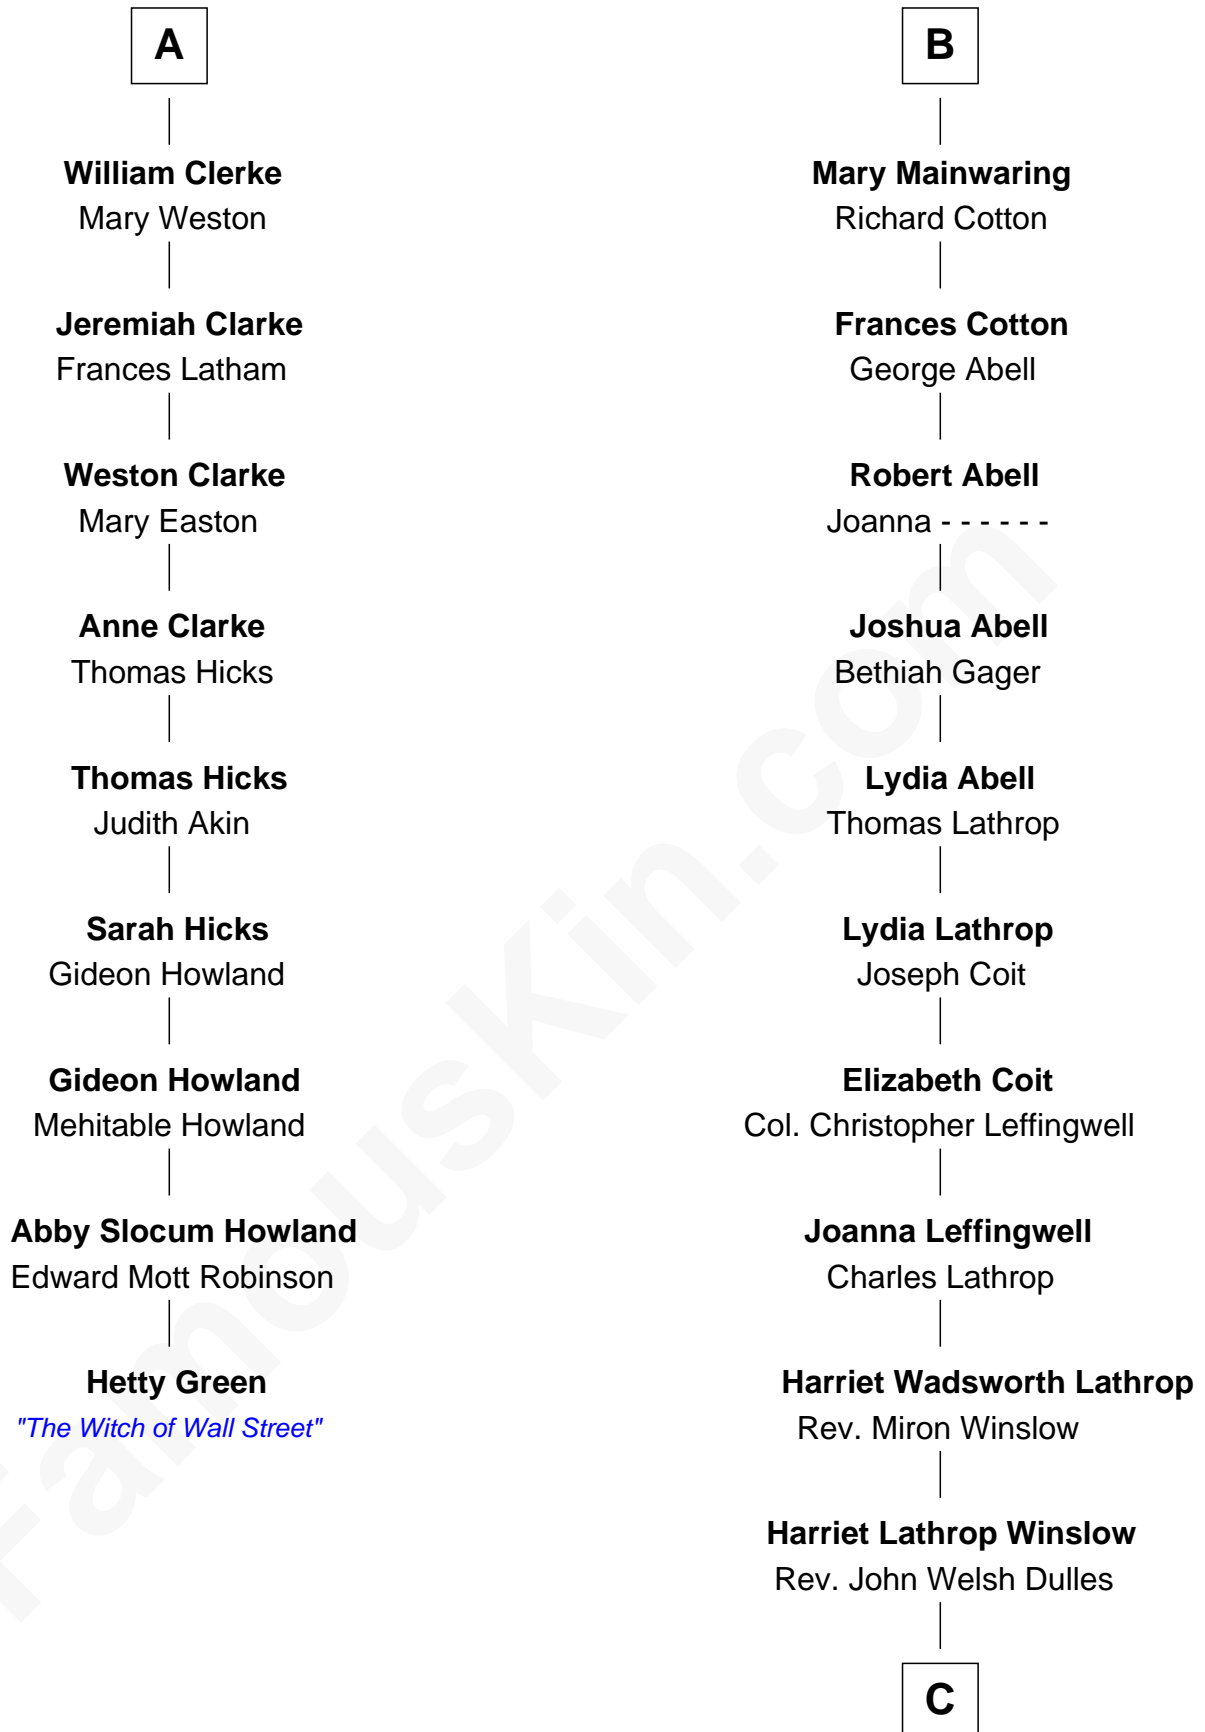 A
William Clerke
Mary Weston
Jeremiah Clarke
Frances Latham
Weston Clarke
Mary Easton
Anne Clarke
Thomas Hicks
Thomas Hicks
Judith Akin
Sarah Hicks
Gideon Howland
Gideon Howland
Mehitable Howland
Abby Slocum Howland
Edward Mott Robinson
Hetty Green
"The Witch of Wall Street"
B
Mary Mainwaring
Richard Cotton
Frances Cotton
George Abell
Robert Abell
Joanna - - - - - -
Joshua Abell
Bethiah Gager
Lydia Abell
Thomas Lathrop
Lydia Lathrop
Joseph Coit
Elizabeth Coit
Col. Christopher Leffingwell
Joanna Leffingwell
Charles Lathrop
Harriet Wadsworth Lathrop
Rev. Miron Winslow
Harriet Lathrop Winslow
Rev. John Welsh Dulles
C
FamousKin.com